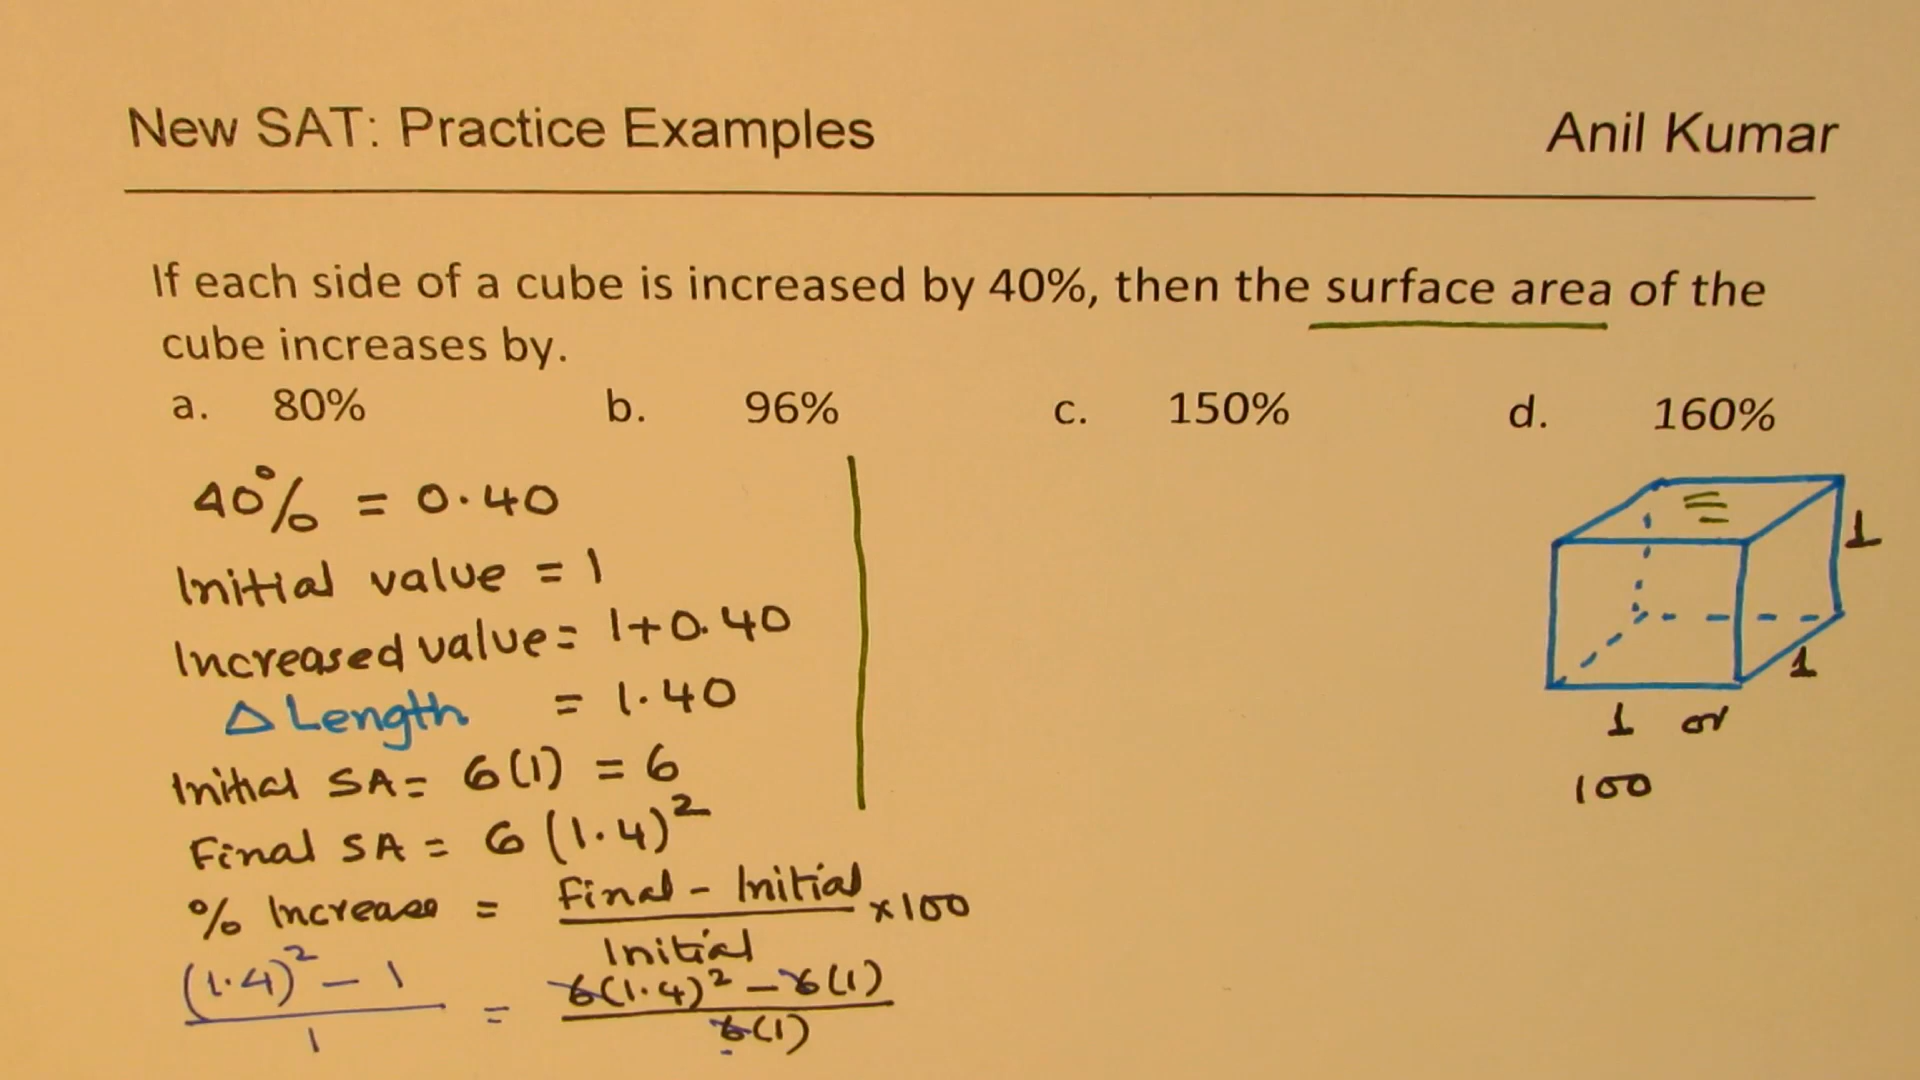 New SAT: Practice Examples Anil Kumar
If each side of a cube is increased by 40%, then the surface area of the
cube increases by.
a. 80% b. 96% c. 150% d. 160%
40% = 0.40
Initial value = 1
Increased value = 1+0.40
Δ Length = 1.40
Initial SA = 6(1) = 6
Final SA = 6(1.4)²
% Increase = Final - Initial / Initial ×100
(1.4)² - 1 / 1 = 6(1.4)² - 6(1) / 6(1)
1
1
1 or
100